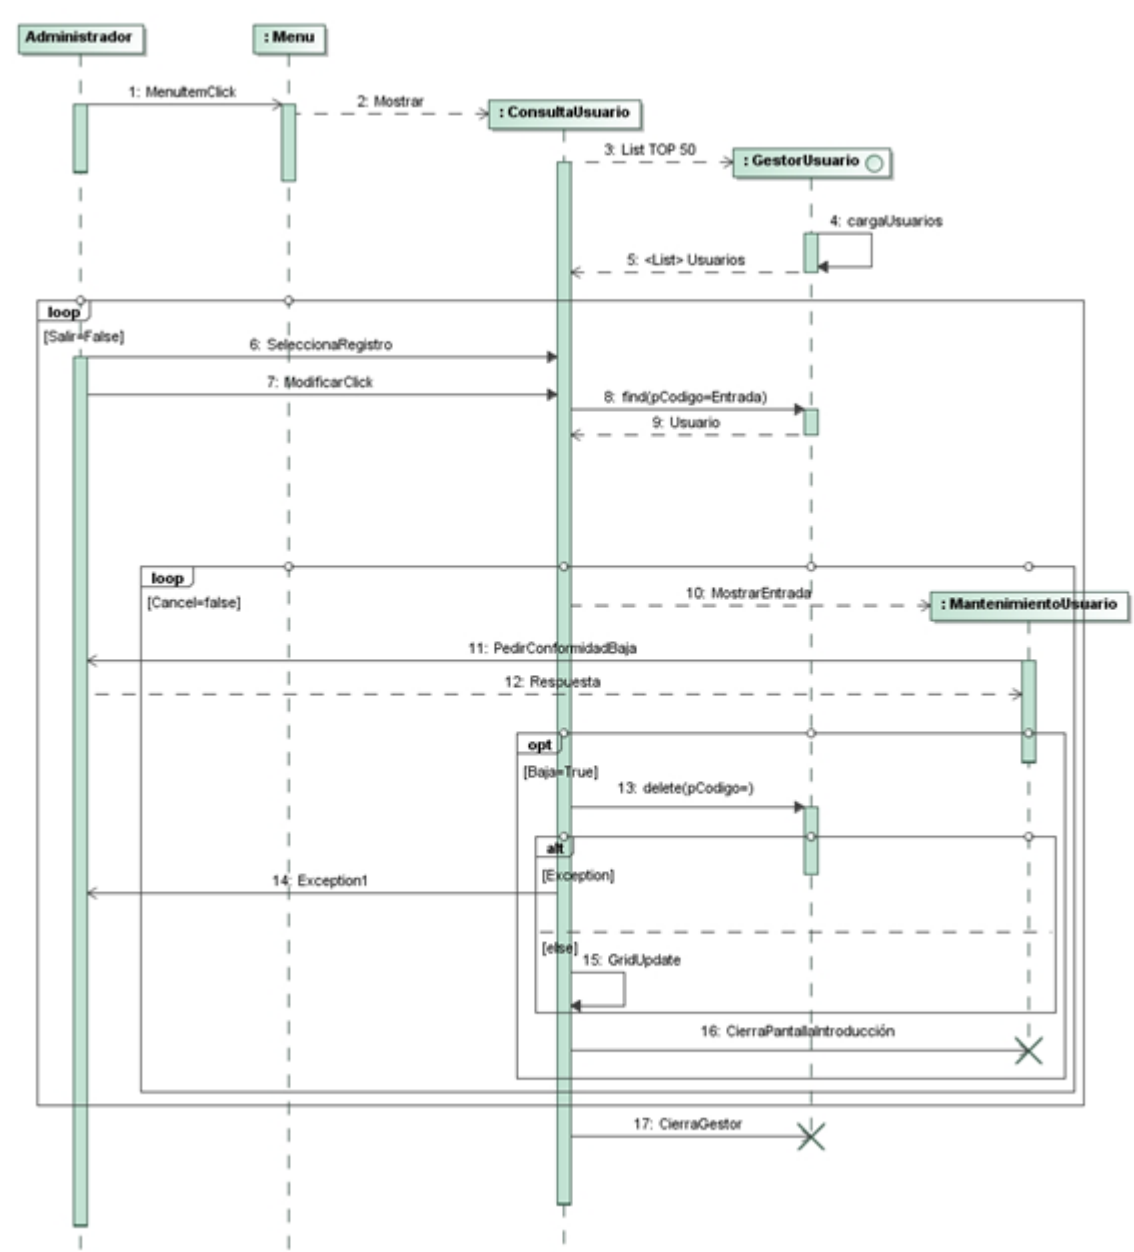 Administrador
: Menu
1: MenuItemClick
2: Mostrar
: ConsultaUsuario
3: List TOP 50
: GestorUsuario
4: cargaUsuarios
5: <List> Usuarios
loop
[Salir=False]
6: SeleccionaRegistro
7: ModificarClick
8: find(pCodigo=Entrada)
9: Usuario
loop
[Cancel=false]
10: MostrarEntrada
: MantenimientoUsuario
11: PedirConformidadBaja
12: Respuesta
opt
[Baja=True]
13: delete(pCodigo=)
alt
[Exception]
14: Exception1
[else]
15: GridUpdate
16: CierraPantallaIntroducción
17: CierraGestor